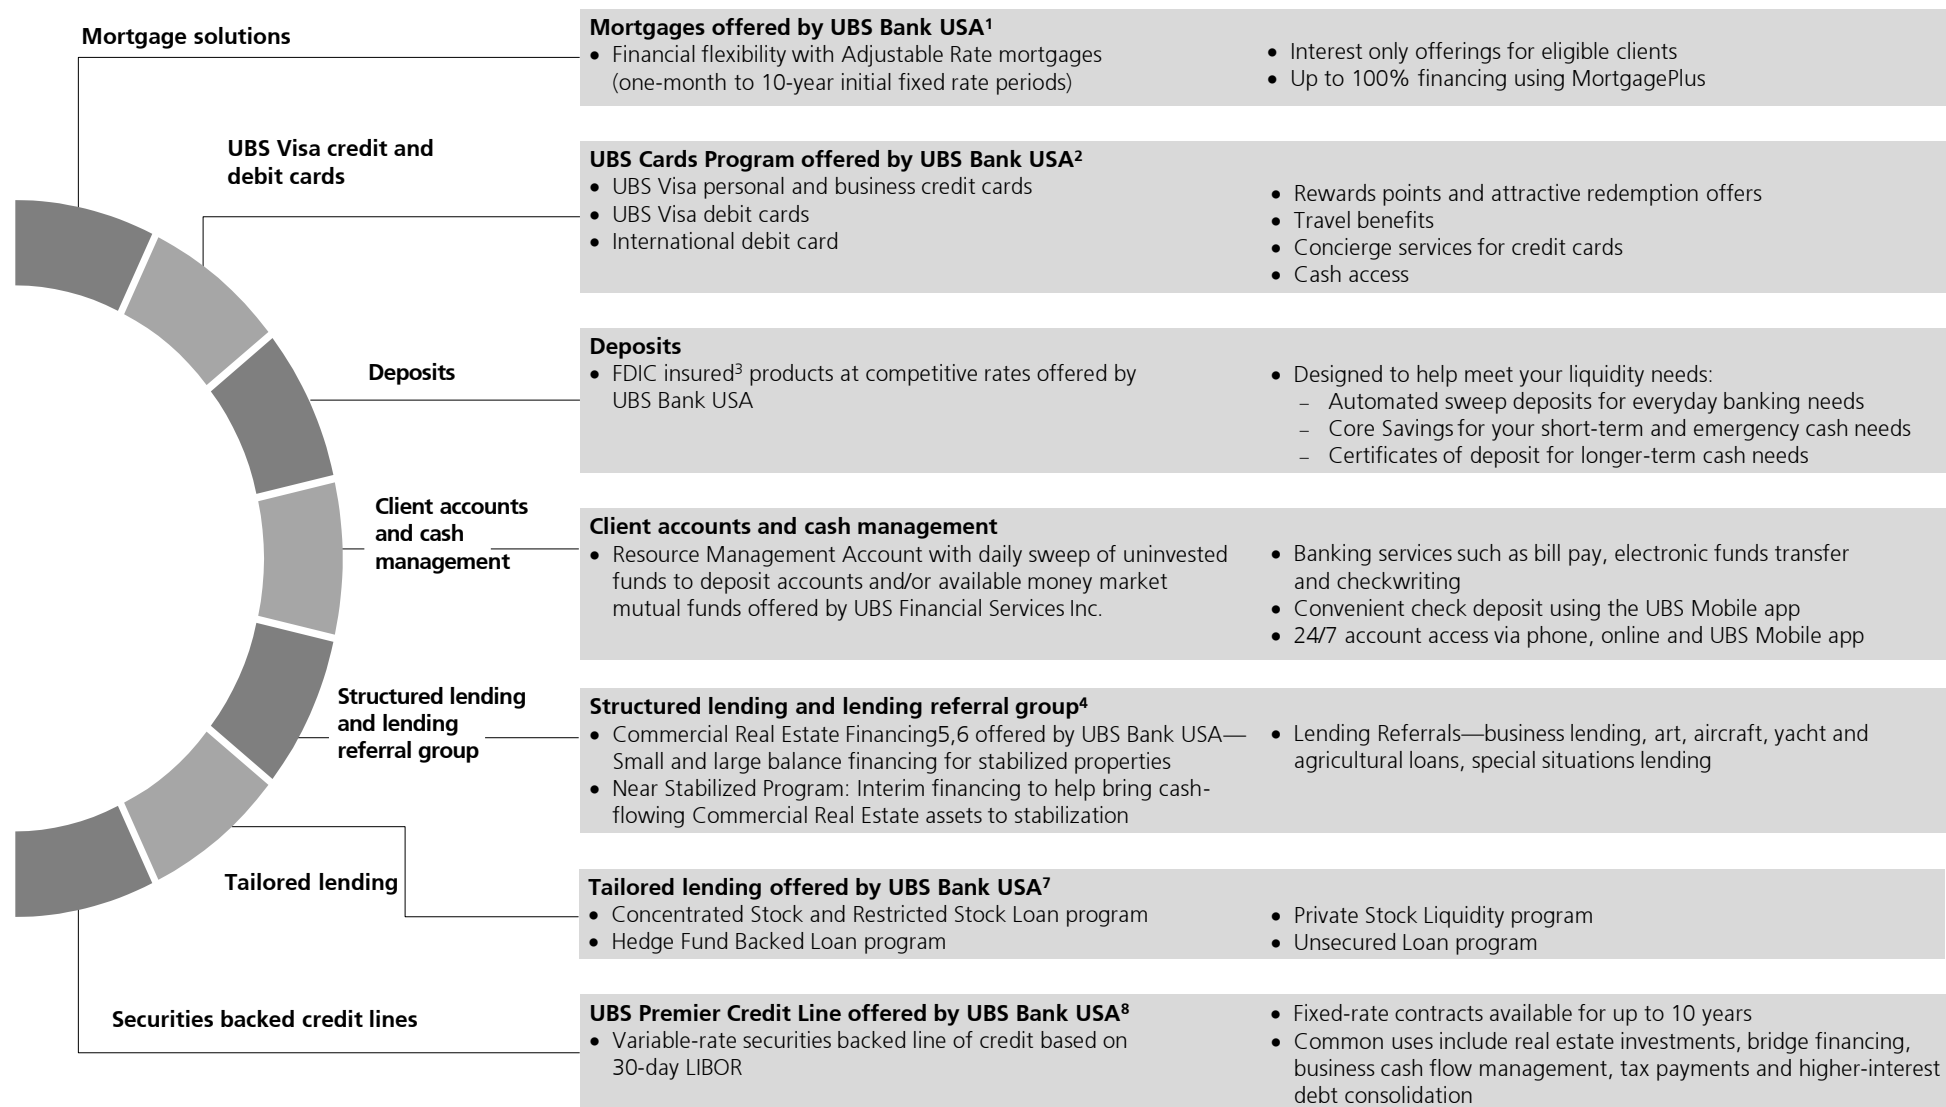 Mortgage solutions
Mortgages offered by UBS Bank USA¹
• Financial flexibility with Adjustable Rate mortgages
(one-month to 10-year initial fixed rate periods)
• Interest only offerings for eligible clients
• Up to 100% financing using MortgagePlus
UBS Visa credit and
debit cards
UBS Cards Program offered by UBS Bank USA²
• UBS Visa personal and business credit cards
• UBS Visa debit cards
• International debit card
• Rewards points and attractive redemption offers
• Travel benefits
• Concierge services for credit cards
• Cash access
Deposits
Deposits
• FDIC insured³ products at competitive rates offered by
UBS Bank USA
• Designed to help meet your liquidity needs:
– Automated sweep deposits for everyday banking needs
– Core Savings for your short-term and emergency cash needs
– Certificates of deposit for longer-term cash needs
Client accounts
and cash
management
Client accounts and cash management
• Resource Management Account with daily sweep of uninvested
funds to deposit accounts and/or available money market
mutual funds offered by UBS Financial Services Inc.
• Banking services such as bill pay, electronic funds transfer
and checkwriting
• Convenient check deposit using the UBS Mobile app
• 24/7 account access via phone, online and UBS Mobile app
Structured lending
and lending
referral group
Structured lending and lending referral group⁴
• Commercial Real Estate Financing5,6 offered by UBS Bank USA—
Small and large balance financing for stabilized properties
• Near Stabilized Program: Interim financing to help bring cash-
flowing Commercial Real Estate assets to stabilization
• Lending Referrals—business lending, art, aircraft, yacht and
agricultural loans, special situations lending
Tailored lending
Tailored lending offered by UBS Bank USA⁷
• Concentrated Stock and Restricted Stock Loan program
• Hedge Fund Backed Loan program
• Private Stock Liquidity program
• Unsecured Loan program
Securities backed credit lines
UBS Premier Credit Line offered by UBS Bank USA⁸
• Variable-rate securities backed line of credit based on
30-day LIBOR
• Fixed-rate contracts available for up to 10 years
• Common uses include real estate investments, bridge financing,
business cash flow management, tax payments and higher-interest
debt consolidation